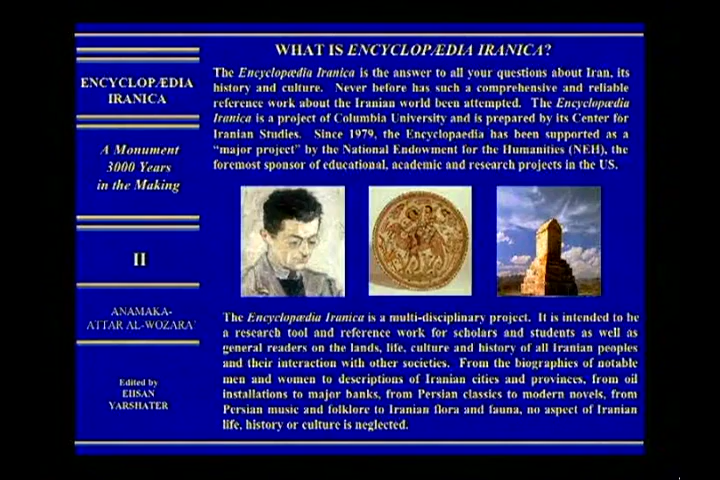 WHAT IS ENCYCLOPÆDIA IRANICA?
The Encyclopædia Iranica is the answer to all your questions about Iran, its
history and culture. Never before has such a comprehensive and reliable
reference work about the Iranian world been attempted. The Encyclopædia
Iranica is a project of Columbia University and is prepared by its Center for
Iranian Studies. Since 1979, the Encyclopaedia has been supported as a
"major project" by the National Endowment for the Humanities (NEH), the
foremost sponsor of educational, academic and research projects in the US.
ENCYCLOPÆDIA
IRANICA
A Monument
3000 Years
in the Making
II
ANAMAKA-
ATTAR AL-WOZARAʾ
Edited by
EHSAN
YARSHATER
The Encyclopædia Iranica is a multi-disciplinary project. It is intended to be
a research tool and reference work for scholars and students as well as
general readers on the lands, life, culture and history of all Iranian peoples
and their interaction with other societies. From the biographies of notable
men and women to descriptions of Iranian cities and provinces, from oil
installations to major banks, from Persian classics to modern novels, from
Persian music and folklore to Iranian flora and fauna, no aspect of Iranian
life, history or culture is neglected.